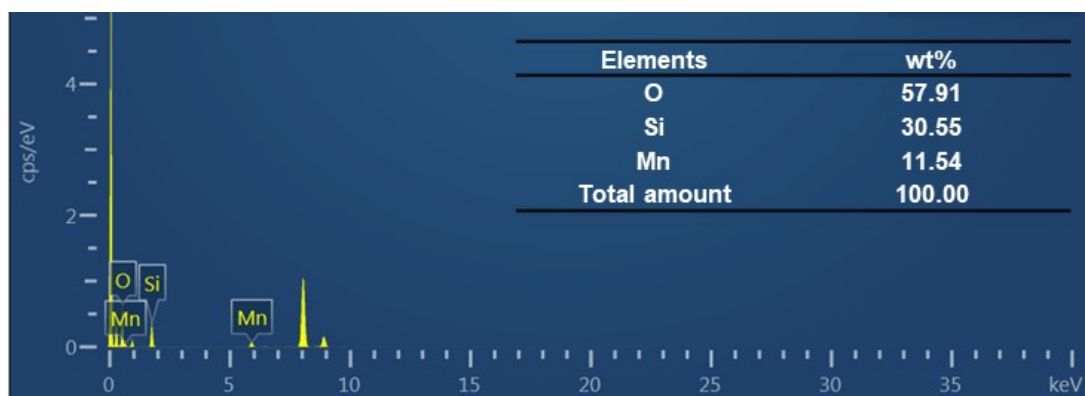 Elements wt%
O 57.91
Si 30.55
Mn 11.54
Total amount 100.00
cps/eV
4
2
0
O Si
Mn Mn
0 5 10 15 20 25 30 35 keV